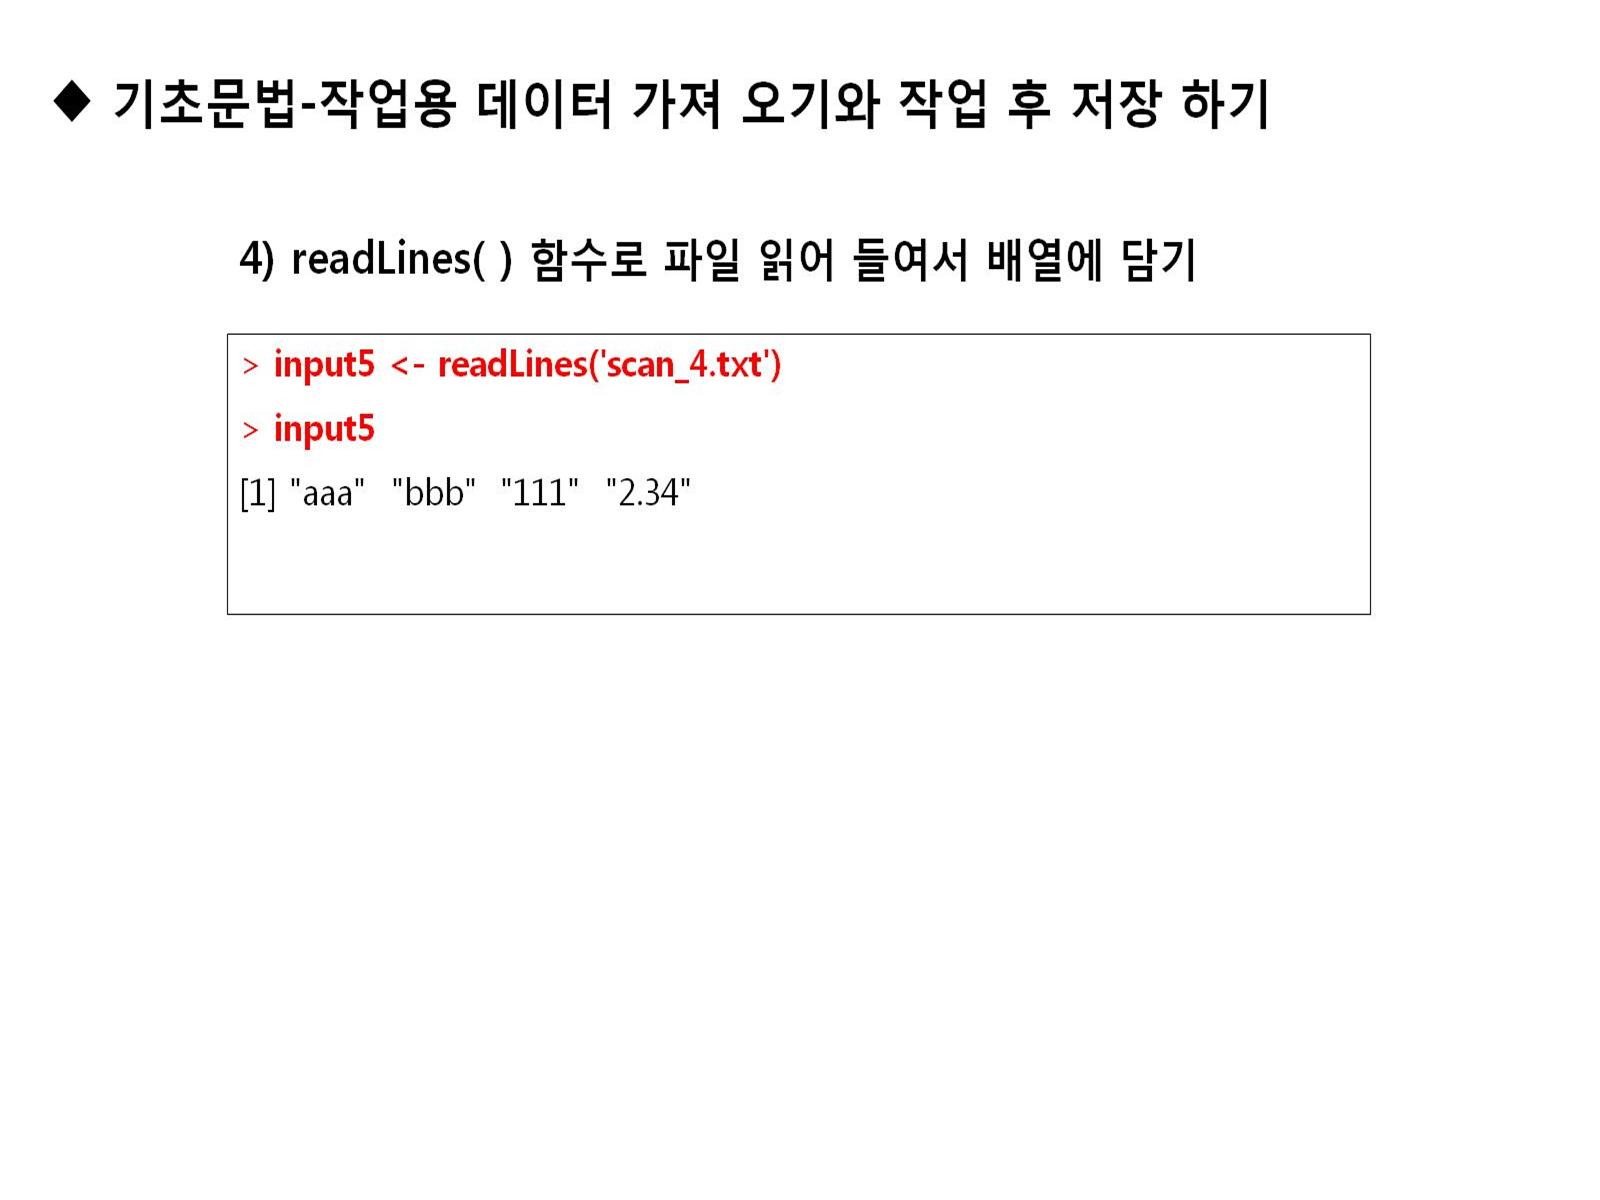 ◆ 기초문법-작업용 데이터 가져 오기와 작업 후 저장 하기
4) readLines( ) 함수로 파일 읽어 들여서 배열에 담기
> input5 <- readLines('scan_4.txt')
> input5
[1] "aaa" "bbb" "111" "2.34"